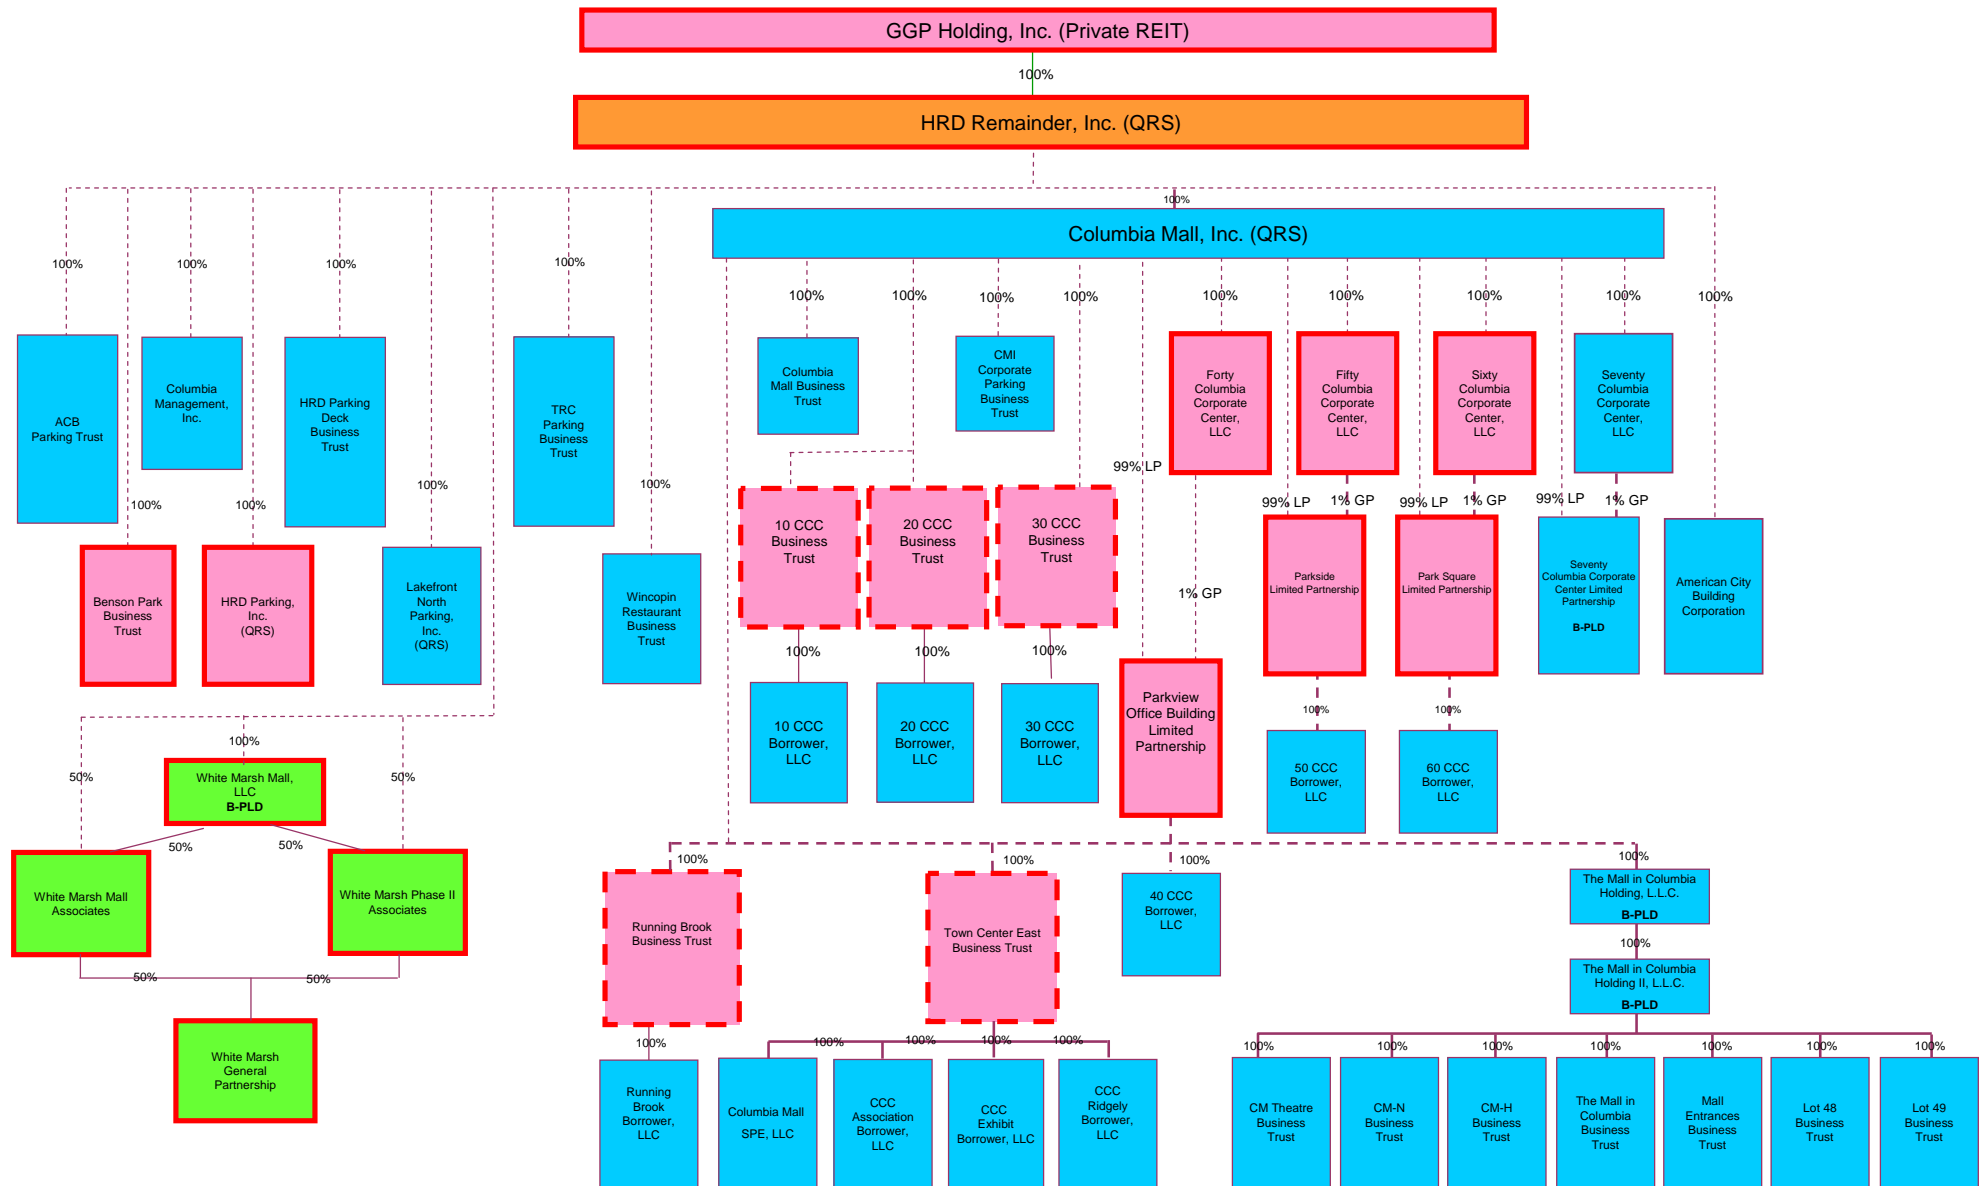 GGP Holding, Inc. (Private REIT)
100%
HRD Remainder, Inc. (QRS)
100%
Columbia Mall, Inc. (QRS)
100%
100%
100%
100%
100%
100%
100%
100%
100%
100%
100%
100%
100%
ACB
Parking Trust
Columbia
Management,
Inc.
HRD Parking
Deck
Business
Trust
TRC
Parking
Business
Trust
Columbia
Mall Business
Trust
CMI
Corporate
Parking
Business
Trust
Forty
Columbia
Corporate
Center,
LLC
Fifty
Columbia
Corporate
Center,
LLC
Sixty
Columbia
Corporate
Center,
LLC
Seventy
Columbia
Corporate
Center,
LLC
99% LP
100%
100%
100%
100%
99% LP
1% GP
99% LP
1% GP
99% LP
1% GP
Benson Park
Business
Trust
HRD Parking,
Inc.
(QRS)
Lakefront
North
Parking,
Inc.
(QRS)
Wincopin
Restaurant
Business
Trust
10 CCC
Business
Trust
20 CCC
Business
Trust
30 CCC
Business
Trust
1% GP
Parkside
Limited Partnership
Park Square
Limited Partnership
Seventy
Columbia Corporate
Center Limited
Partnership
B-PLD
American City
Building
Corporation
100%
100%
100%
10 CCC
Borrower,
LLC
20 CCC
Borrower,
LLC
30 CCC
Borrower,
LLC
Parkview
Office Building
Limited
Partnership
100%
100%
50 CCC
Borrower,
LLC
60 CCC
Borrower,
LLC
100%
50%
50%
White Marsh Mall,
LLC
B-PLD
50%
50%
White Marsh Mall
Associates
White Marsh Phase II
Associates
50%
50%
White Marsh
General
Partnership
100%
100%
100%
100%
Running Brook
Business Trust
Town Center East
Business Trust
40 CCC
Borrower,
LLC
The Mall in Columbia
Holding, L.L.C.
B-PLD
100%
The Mall in Columbia
Holding II, L.L.C.
B-PLD
100%
100%
100%
100%
100%
100%
100%
100%
100%
100%
100%
100%
Running
Brook
Borrower,
LLC
Columbia Mall
SPE, LLC
CCC
Association
Borrower,
LLC
CCC
Exhibit
Borrower, LLC
CCC
Ridgely
Borrower,
LLC
CM Theatre
Business
Trust
CM-N
Business
Trust
CM-H
Business
Trust
The Mall in
Columbia
Business
Trust
Mall
Entrances
Business
Trust
Lot 48
Business
Trust
Lot 49
Business
Trust